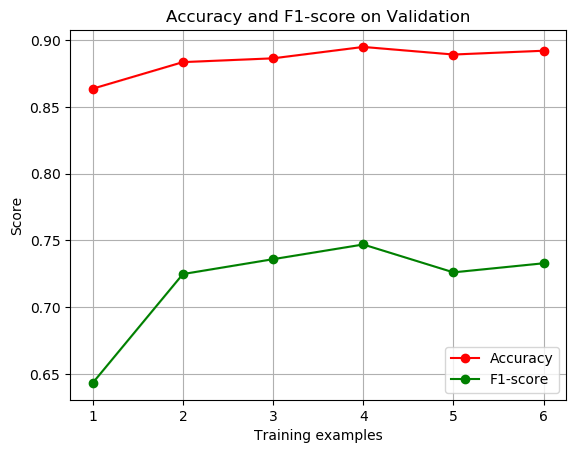 Accuracy and F1-score on Validation
0.90
0.85
0.80
0.75
0.70
0.65
Score
1 2 3 4 5 6
Training examples
Accuracy
F1-score